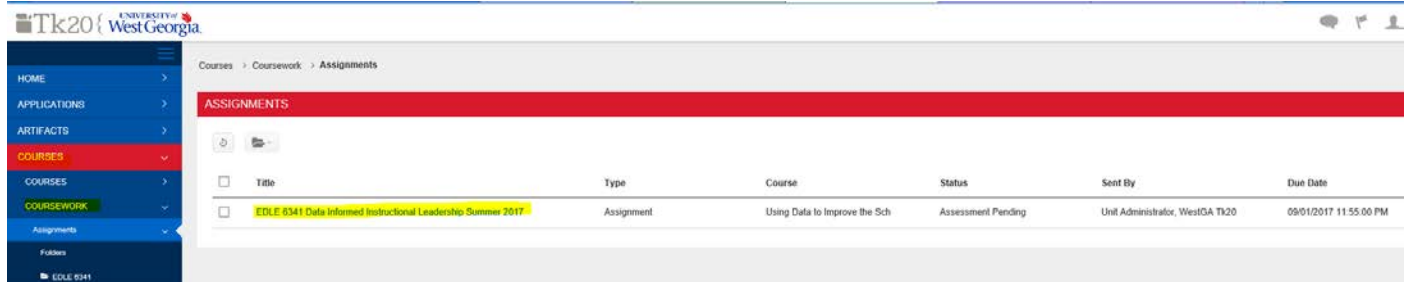 Tk20{ UNIVERSITY of
West Georgia.
Courses > Coursework > Assignments
HOME
APPLICATIONS
ARTIFACTS
COURSES
COURSES
COURSEWORK
Assignments
Folders
EDLE 6341
ASSIGNMENTS
Title Type Course Status Sent By Due Date
EDLE 6341 Data Informed Instructional Leadership Summer 2017 Assignment Using Data to Improve the Sch Assessment Pending Unit Administrator, WestGA Tk20 09/01/2017 11:55:00 PM